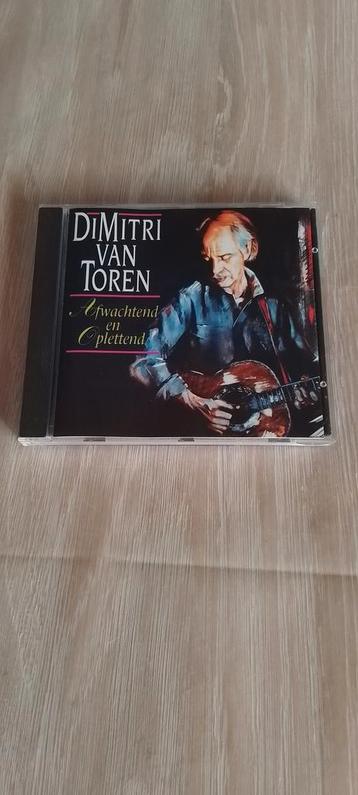 DiMitri
van
Toren
Afwachtend
en
Oplettend